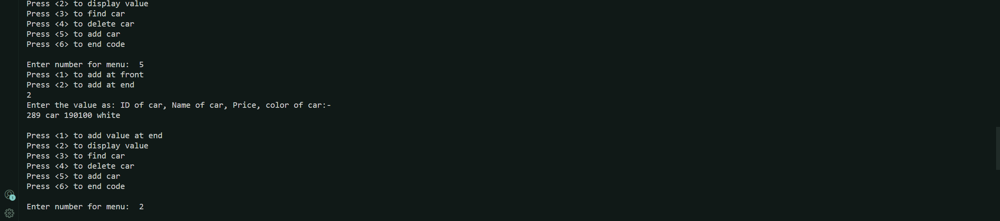 Press <2> to display value
Press <3> to find car
Press <4> to delete car
Press <5> to add car
Press <6> to end code
Enter number for menu:  5
Press <1> to add at front
Press <2> to add at end
2
Enter the value as: ID of car, Name of car, Price, color of car:-
289 car 190100 white
Press <1> to add value at end
Press <2> to display value
Press <3> to find car
Press <4> to delete car
Press <5> to add car
Press <6> to end code
1
Enter number for menu:  2